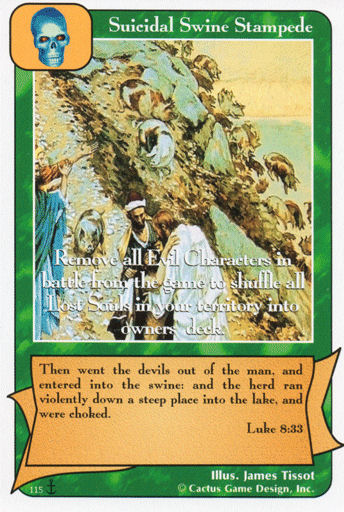 Suicidal Swine Stampede
Remove all Evil Characters in
battle from the game to shuffle all
Lost Souls in your territory into
owners' deck.
Then went the devils out of the man, and
entered into the swine: and the herd ran
violently down a steep place into the lake, and
were choked.
Luke 8:33
Illus. James Tissot
115
© Cactus Game Design, Inc.